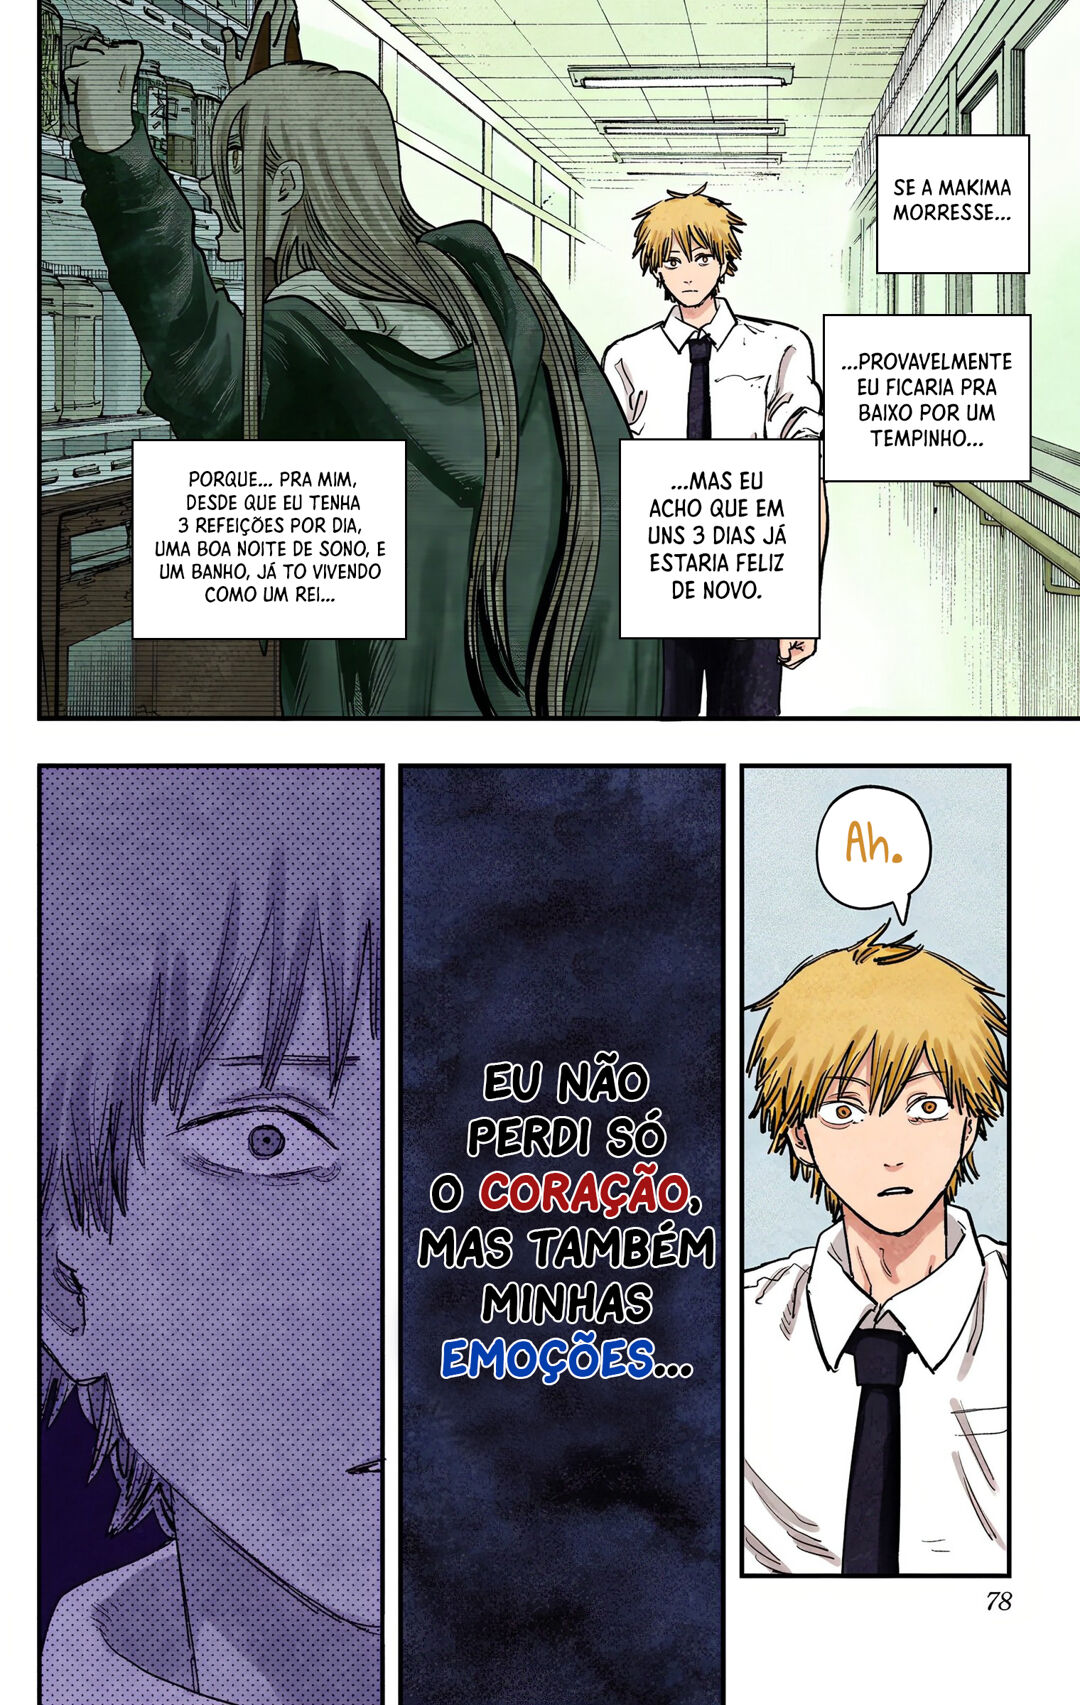 SE A MAKIMA
MORRESSE...
...PROVAVELMENTE
EU FICARIA PRA
BAIXO POR UM
TEMPINHO...
...MAS EU
ACHO QUE EM
UNS 3 DIAS JÁ
ESTARIA FELIZ
DE NOVO.
PORQUE... PRA MIM,
DESDE QUE EU TENHA
3 REFEIÇÕES POR DIA,
UMA BOA NOITE DE SONO, E
UM BANHO, JÁ TO VIVENDO
COMO UM REI...
Ah.
EU NÃO
PERDI SÓ
O CORAÇÃO,
MAS TAMBÉM
MINHAS
EMOÇÕES...
78